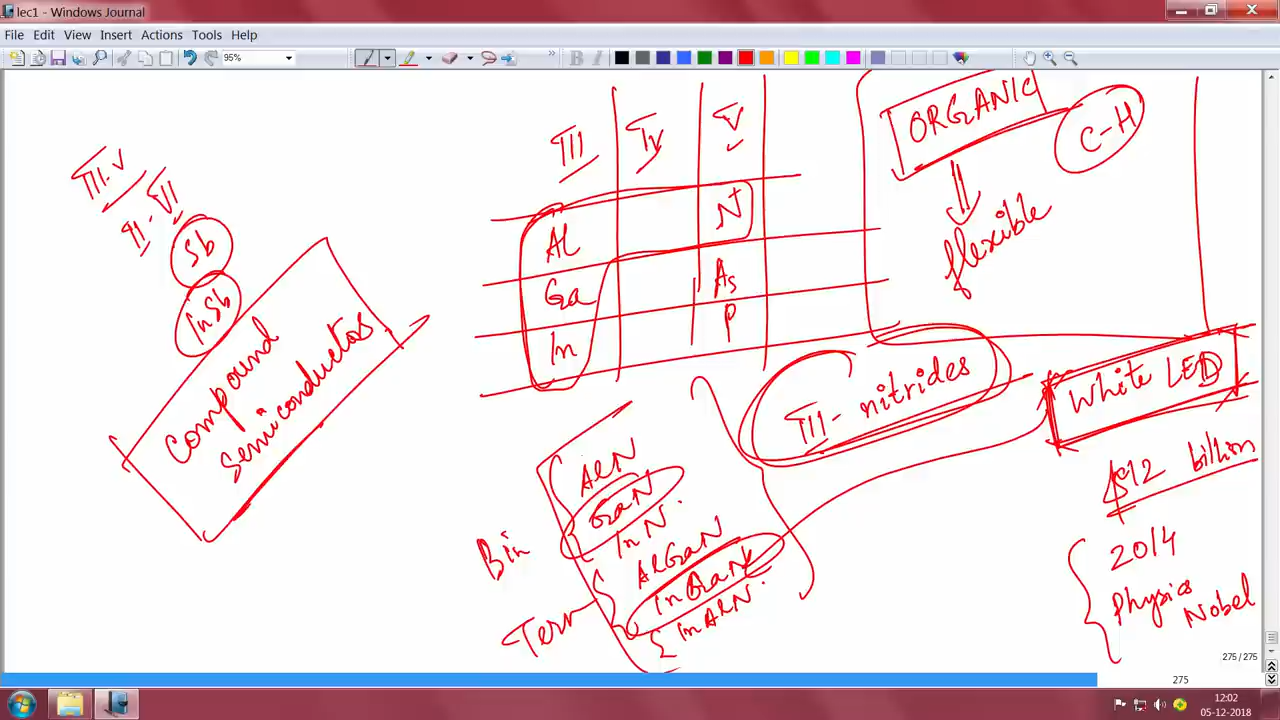 lec1 - Windows Journal
File Edit View Insert Actions Tools Help
95%
B I
III-V
II-VI
Sb
InSb
Compound
semiconductos
III IV V
Al N
Ga As
In P
ORGANIC
C-H
flexible
III-nitrides
White LED
$12 billion
2014
Physics
Nobel
Bin
AlN
GaN
InN
Tern
AlGaN
InGaN
InAlN
275 / 275
275
12:02
05-12-2018